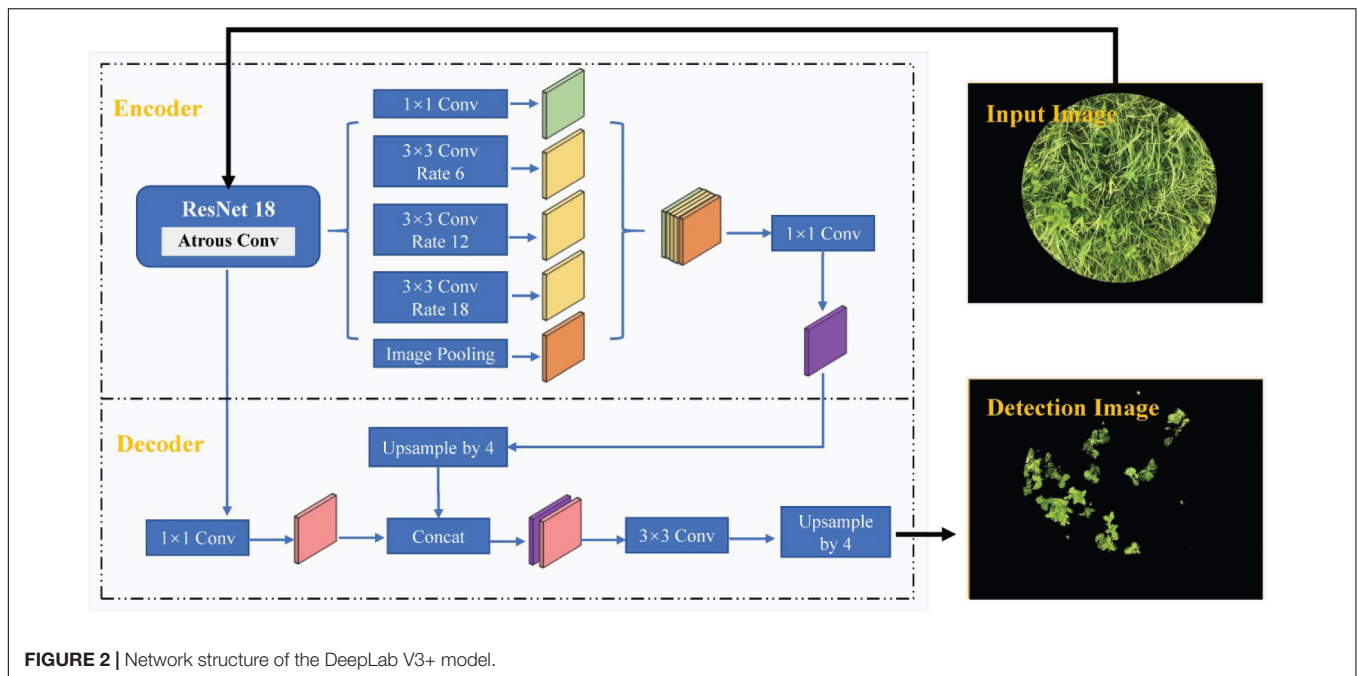 Encoder
ResNet 18
Atrous Conv
1×1 Conv
3×3 Conv
Rate 6
3×3 Conv
Rate 12
3×3 Conv
Rate 18
Image Pooling
1×1 Conv
Input Image
Decoder
Upsample by 4
1×1 Conv
Concat
3×3 Conv
Upsample
by 4
Detection Image
FIGURE 2 | Network structure of the DeepLab V3+ model.